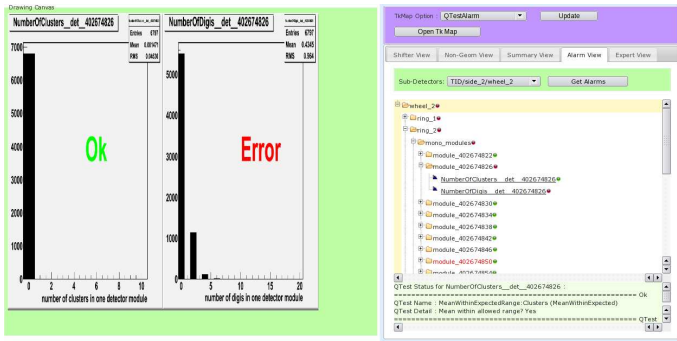 Drawing Canvas
NumberOfClusters__det__402674826
Entries 6797
Mean 0.001471
RMS 0.04836
7000
6000
5000
4000
3000
2000
1000
0
Ok
0 2 4 6 8 10
number of clusters in one detector module
NumberOfDigis__det__402674826
Entries 6797
Mean 0.4345
RMS 0.964
5000
4000
3000
2000
1000
0
Error
0 5 10 15 20
number of digis in one detector module
TkMap Option : QTestAlarm Update
Open Tk Map
Shifter View Non-Geom View Summary View Alarm View Expert View
Sub-Detectors: TID/side_2/wheel_2 Get Alarms
wheel_2
ring_1
ring_2
mono_modules
module_402674822
module_402674826
NumberOfClusters__det__402674826
NumberOfDigis__det__402674826
module_402674830
module_402674834
module_402674838
module_402674842
module_402674846
module_402674850
module_402674854
QTest Status for NumberOfClusters__det__402674826 :
======================================================== Ok
QTest Name : MeanWithinExpectedRange:Clusters (MeanWithinExpected)
QTest Detail : Mean within allowed range? Yes
======================================================== QTest